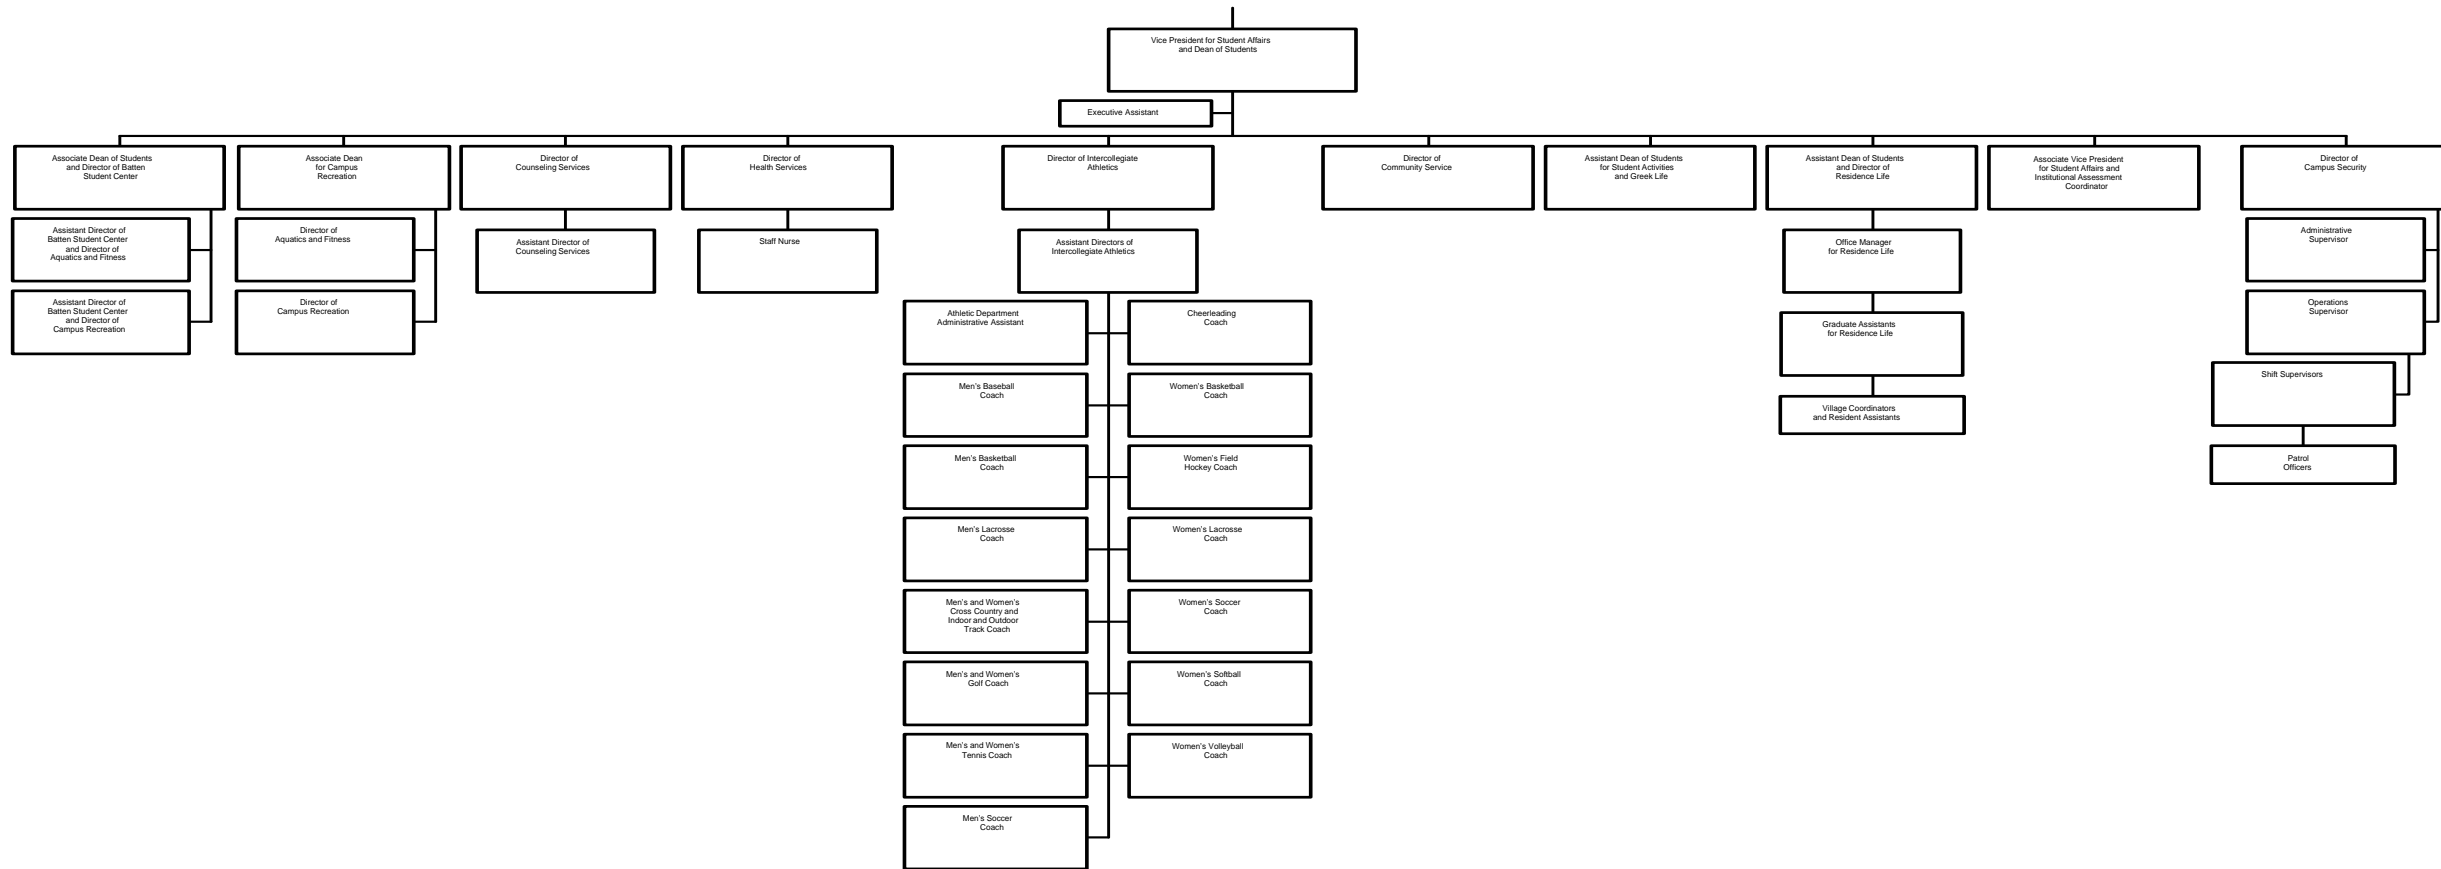 Vice President for Student Affairs
and Dean of Students
Executive Assistant
Associate Dean of Students
and Director of Batten
Student Center
Associate Dean
for Campus
Recreation
Director of
Counseling Services
Director of
Health Services
Director of Intercollegiate
Athletics
Director of
Community Service
Assistant Dean of Students
for Student Activities
and Greek Life
Assistant Dean of Students
and Director of
Residence Life
Associate Vice President
for Student Affairs and
Institutional Assessment
Coordinator
Director of
Campus Security
Assistant Director of
Batten Student Center
and Director of
Aquatics and Fitness
Director of
Aquatics and Fitness
Assistant Director of
Counseling Services
Staff Nurse
Assistant Directors of
Intercollegiate Athletics
Office Manager
for Residence Life
Administrative
Supervisor
Assistant Director of
Batten Student Center
and Director of
Campus Recreation
Director of
Campus Recreation
Athletic Department
Administrative Assistant
Cheerleading
Coach
Graduate Assistants
for Residence Life
Operations
Supervisor
Men's Baseball
Coach
Women's Basketball
Coach
Village Coordinators
and Resident Assistants
Shift Supervisors
Men's Basketball
Coach
Women's Field
Hockey Coach
Patrol
Officers
Men's Lacrosse
Coach
Women's Lacrosse
Coach
Men's and Women's
Cross Country and
Indoor and Outdoor
Track Coach
Women's Soccer
Coach
Men's and Women's
Golf Coach
Women's Softball
Coach
Men's and Women's
Tennis Coach
Women's Volleyball
Coach
Men's Soccer
Coach